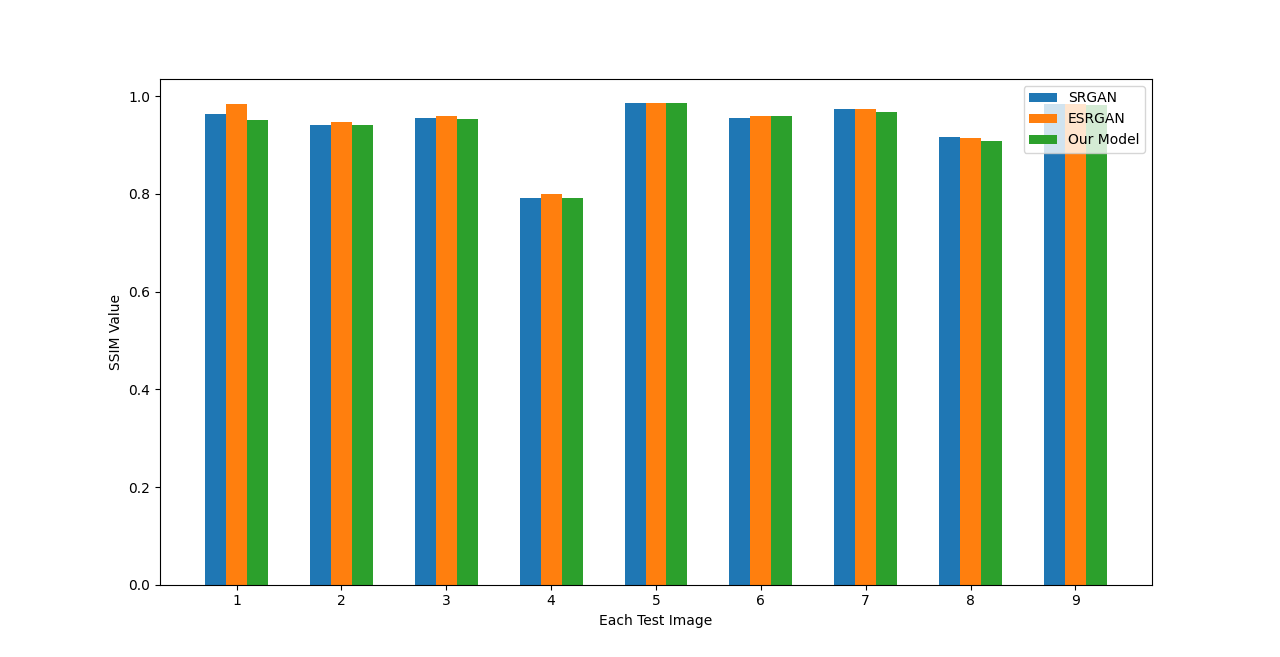 SRGAN
ESRGAN
Our Model
1.0
0.8
0.6
0.4
0.2
0.0
SSIM Value
1 2 3 4 5 6 7 8 9
Each Test Image